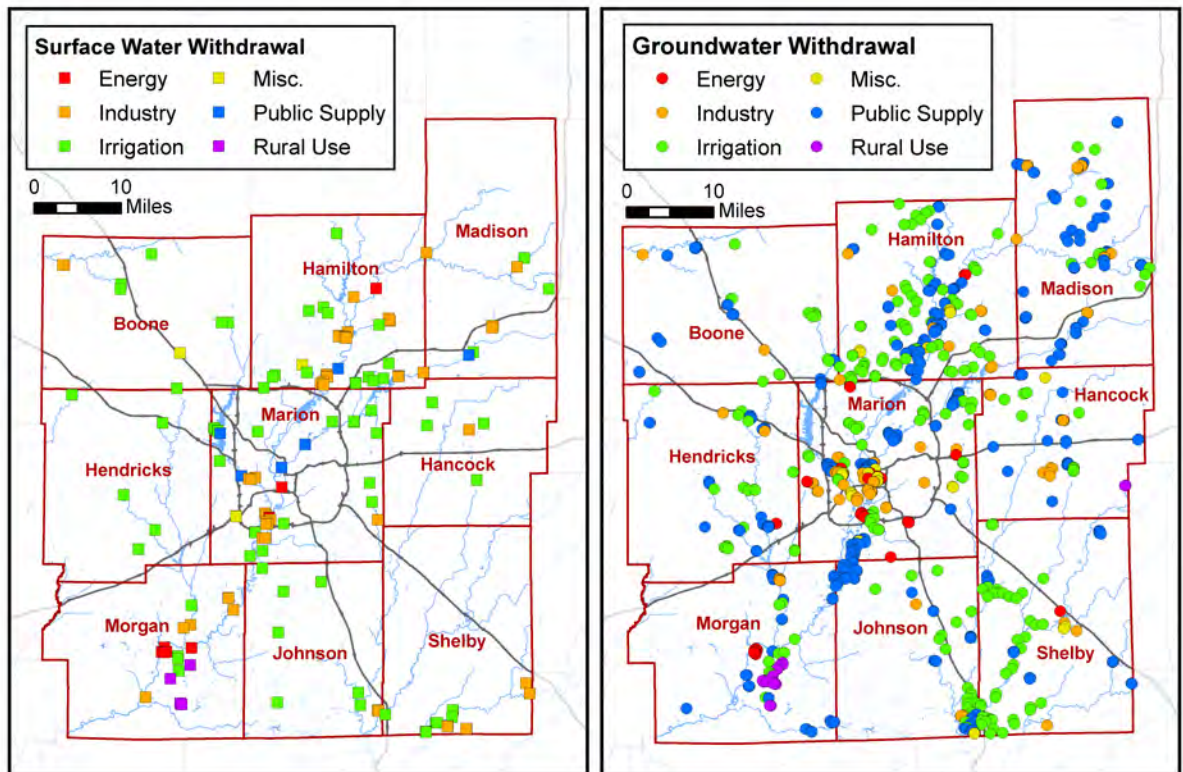 Surface Water Withdrawal
Energy
Misc.
Industry
Public Supply
Irrigation
Rural Use
0 10
Miles
Madison
Hamilton
Boone
Marion
Hendricks
Hancock
Morgan
Johnson
Shelby
Groundwater Withdrawal
Energy
Misc.
Industry
Public Supply
Irrigation
Rural Use
0 10
Miles
Hamilton
Madison
Boone
Marion
Hancock
Hendricks
Morgan
Johnson
Shelby